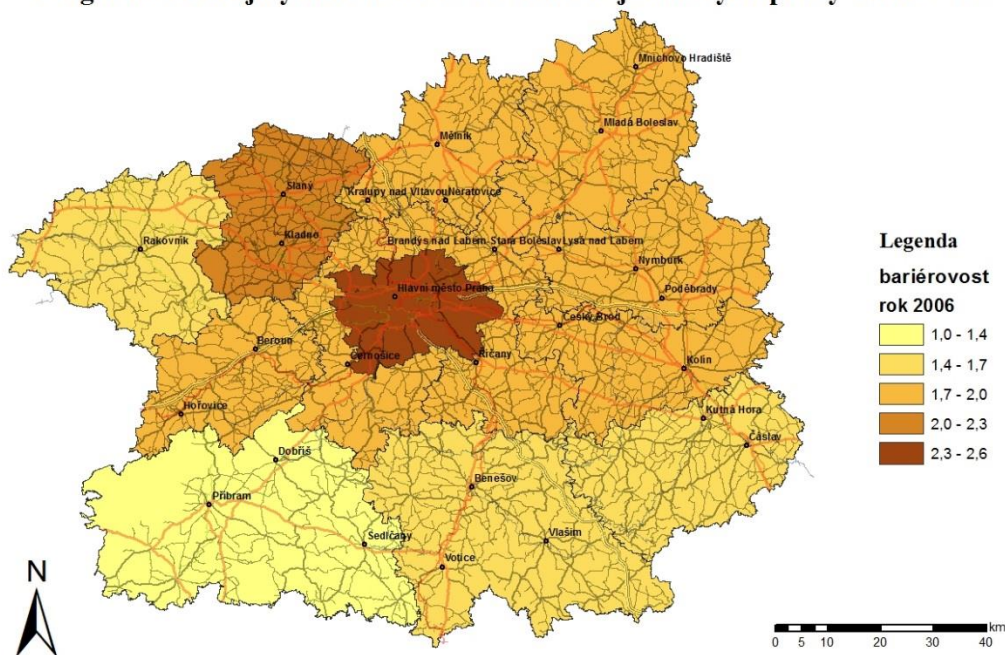 Mnichovo Hradiště
Mladá Boleslav
Mělník
Slaný
Kralupy nad Vltavou
Neratovice
Rakovník
Kladno
Brandýs nad Labem-Stará Boleslav
Lysá nad Labem
Nymburk
Hlavní město Praha
Poděbrady
Český Brod
Beroun
Černošice
Říčany
Kolín
Hořovice
Kutná Hora
Čáslav
Dobříš
Benešov
Příbram
Sedlčany
Vlašim
Votice
Legenda
bariérovost
rok 2006
1,0 - 1,4
1,4 - 1,7
1,7 - 2,0
2,0 - 2,3
2,3 - 2,6
N
km
0 5 10 20 30 40